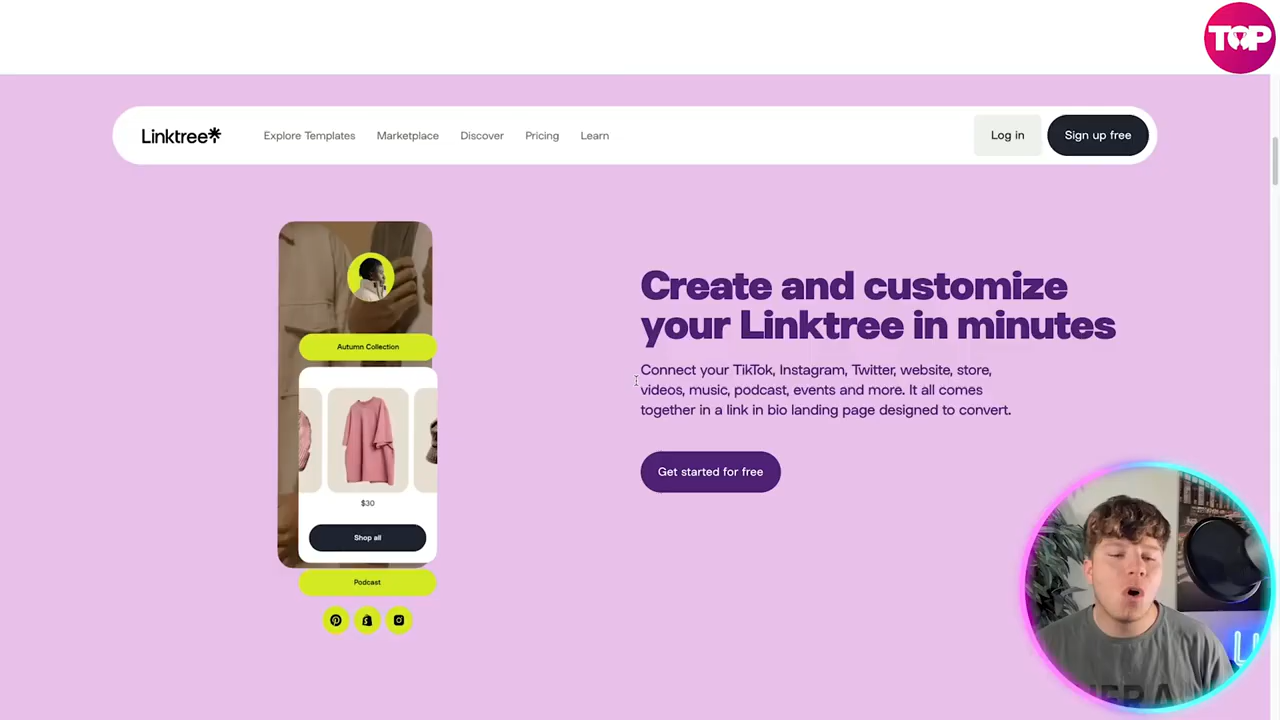 TOP
Linktree*
Explore Templates
Marketplace
Discover
Pricing
Learn
Log in
Sign up free
Autumn Collection
$30
Shop all
Podcast
Create and customize
your Linktree in minutes
Connect your TikTok, Instagram, Twitter, website, store,
videos, music, podcast, events and more. It all comes
together in a link in bio landing page designed to convert.
Get started for free